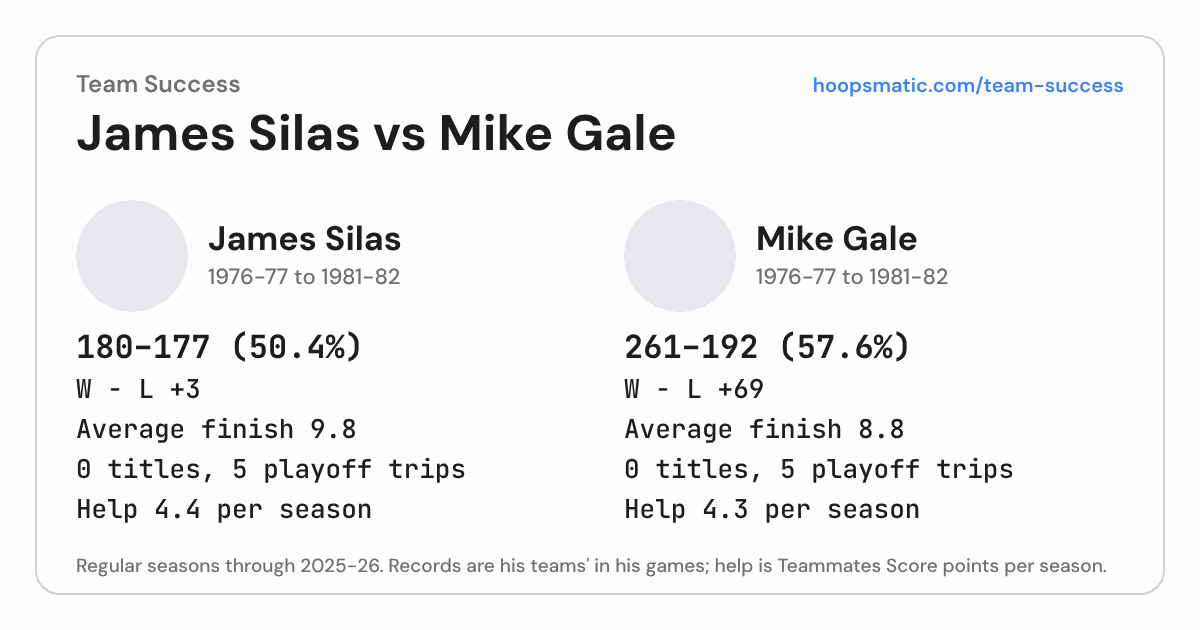 Team Success
hoopsmatic.com/team-success
James Silas vs Mike Gale
James Silas
1976-77 to 1981-82
180-177 (50.4%)
W - L +3
Average finish 9.8
0 titles, 5 playoff trips
Help 4.4 per season
Mike Gale
1976-77 to 1981-82
261-192 (57.6%)
W - L +69
Average finish 8.8
0 titles, 5 playoff trips
Help 4.3 per season
Regular seasons through 2025-26. Records are his teams' in his games; help is Teammates Score points per season.